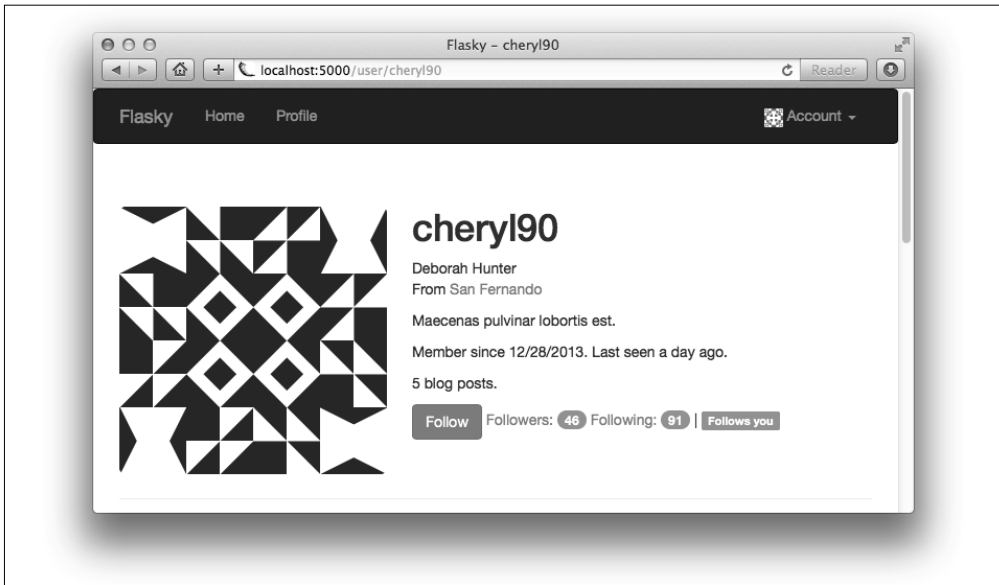 Flasky – cheryl90
localhost:5000/user/cheryl90
Reader
Flasky Home Profile Account
cheryl90
Deborah Hunter
From San Fernando
Maecenas pulvinar lobortis est.
Member since 12/28/2013. Last seen a day ago.
5 blog posts.
Follow Followers: 46 Following: 91 | Follows you